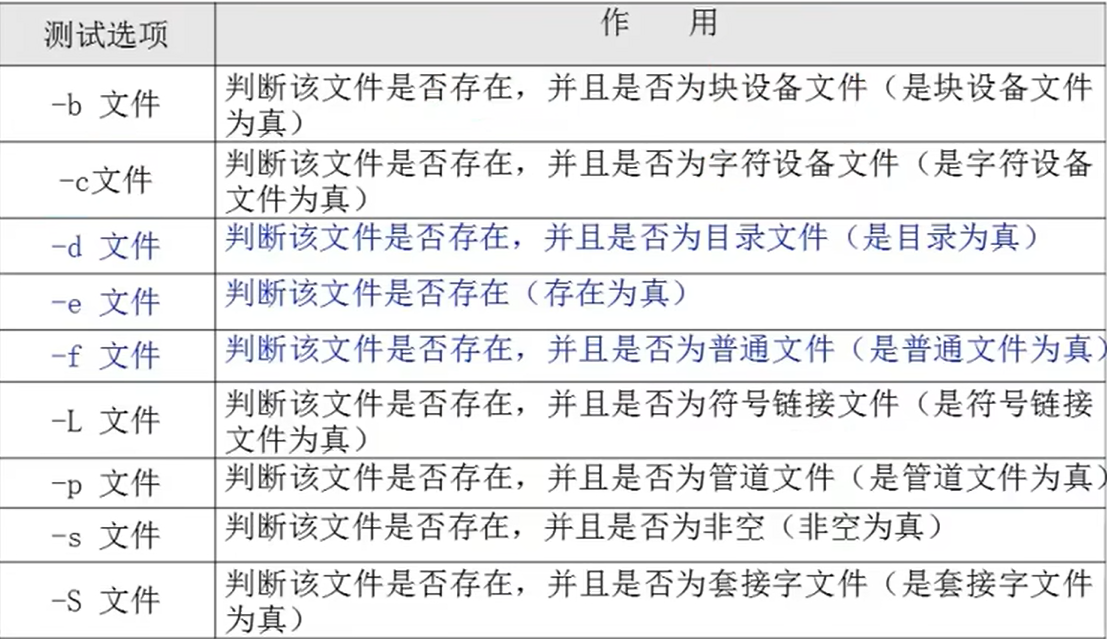 测试选项 作 用
-b 文件 判断该文件是否存在，并且是否为块设备文件（是块设备文件
为真）
-c文件 判断该文件是否存在，并且是否为字符设备文件（是字符设备
文件为真）
-d 文件 判断该文件是否存在，并且是否为目录文件（是目录为真）
-e 文件 判断该文件是否存在（存在为真）
-f 文件 判断该文件是否存在，并且是否为普通文件（是普通文件为真）
-L 文件 判断该文件是否存在，并且是否为符号链接文件（是符号链接
文件为真）
-p 文件 判断该文件是否存在，并且是否为管道文件（是管道文件为真）
-s 文件 判断该文件是否存在，并且是否为非空（非空为真）
-S 文件 判断该文件是否存在，并且是否为套接字文件（是套接字文件
为真）